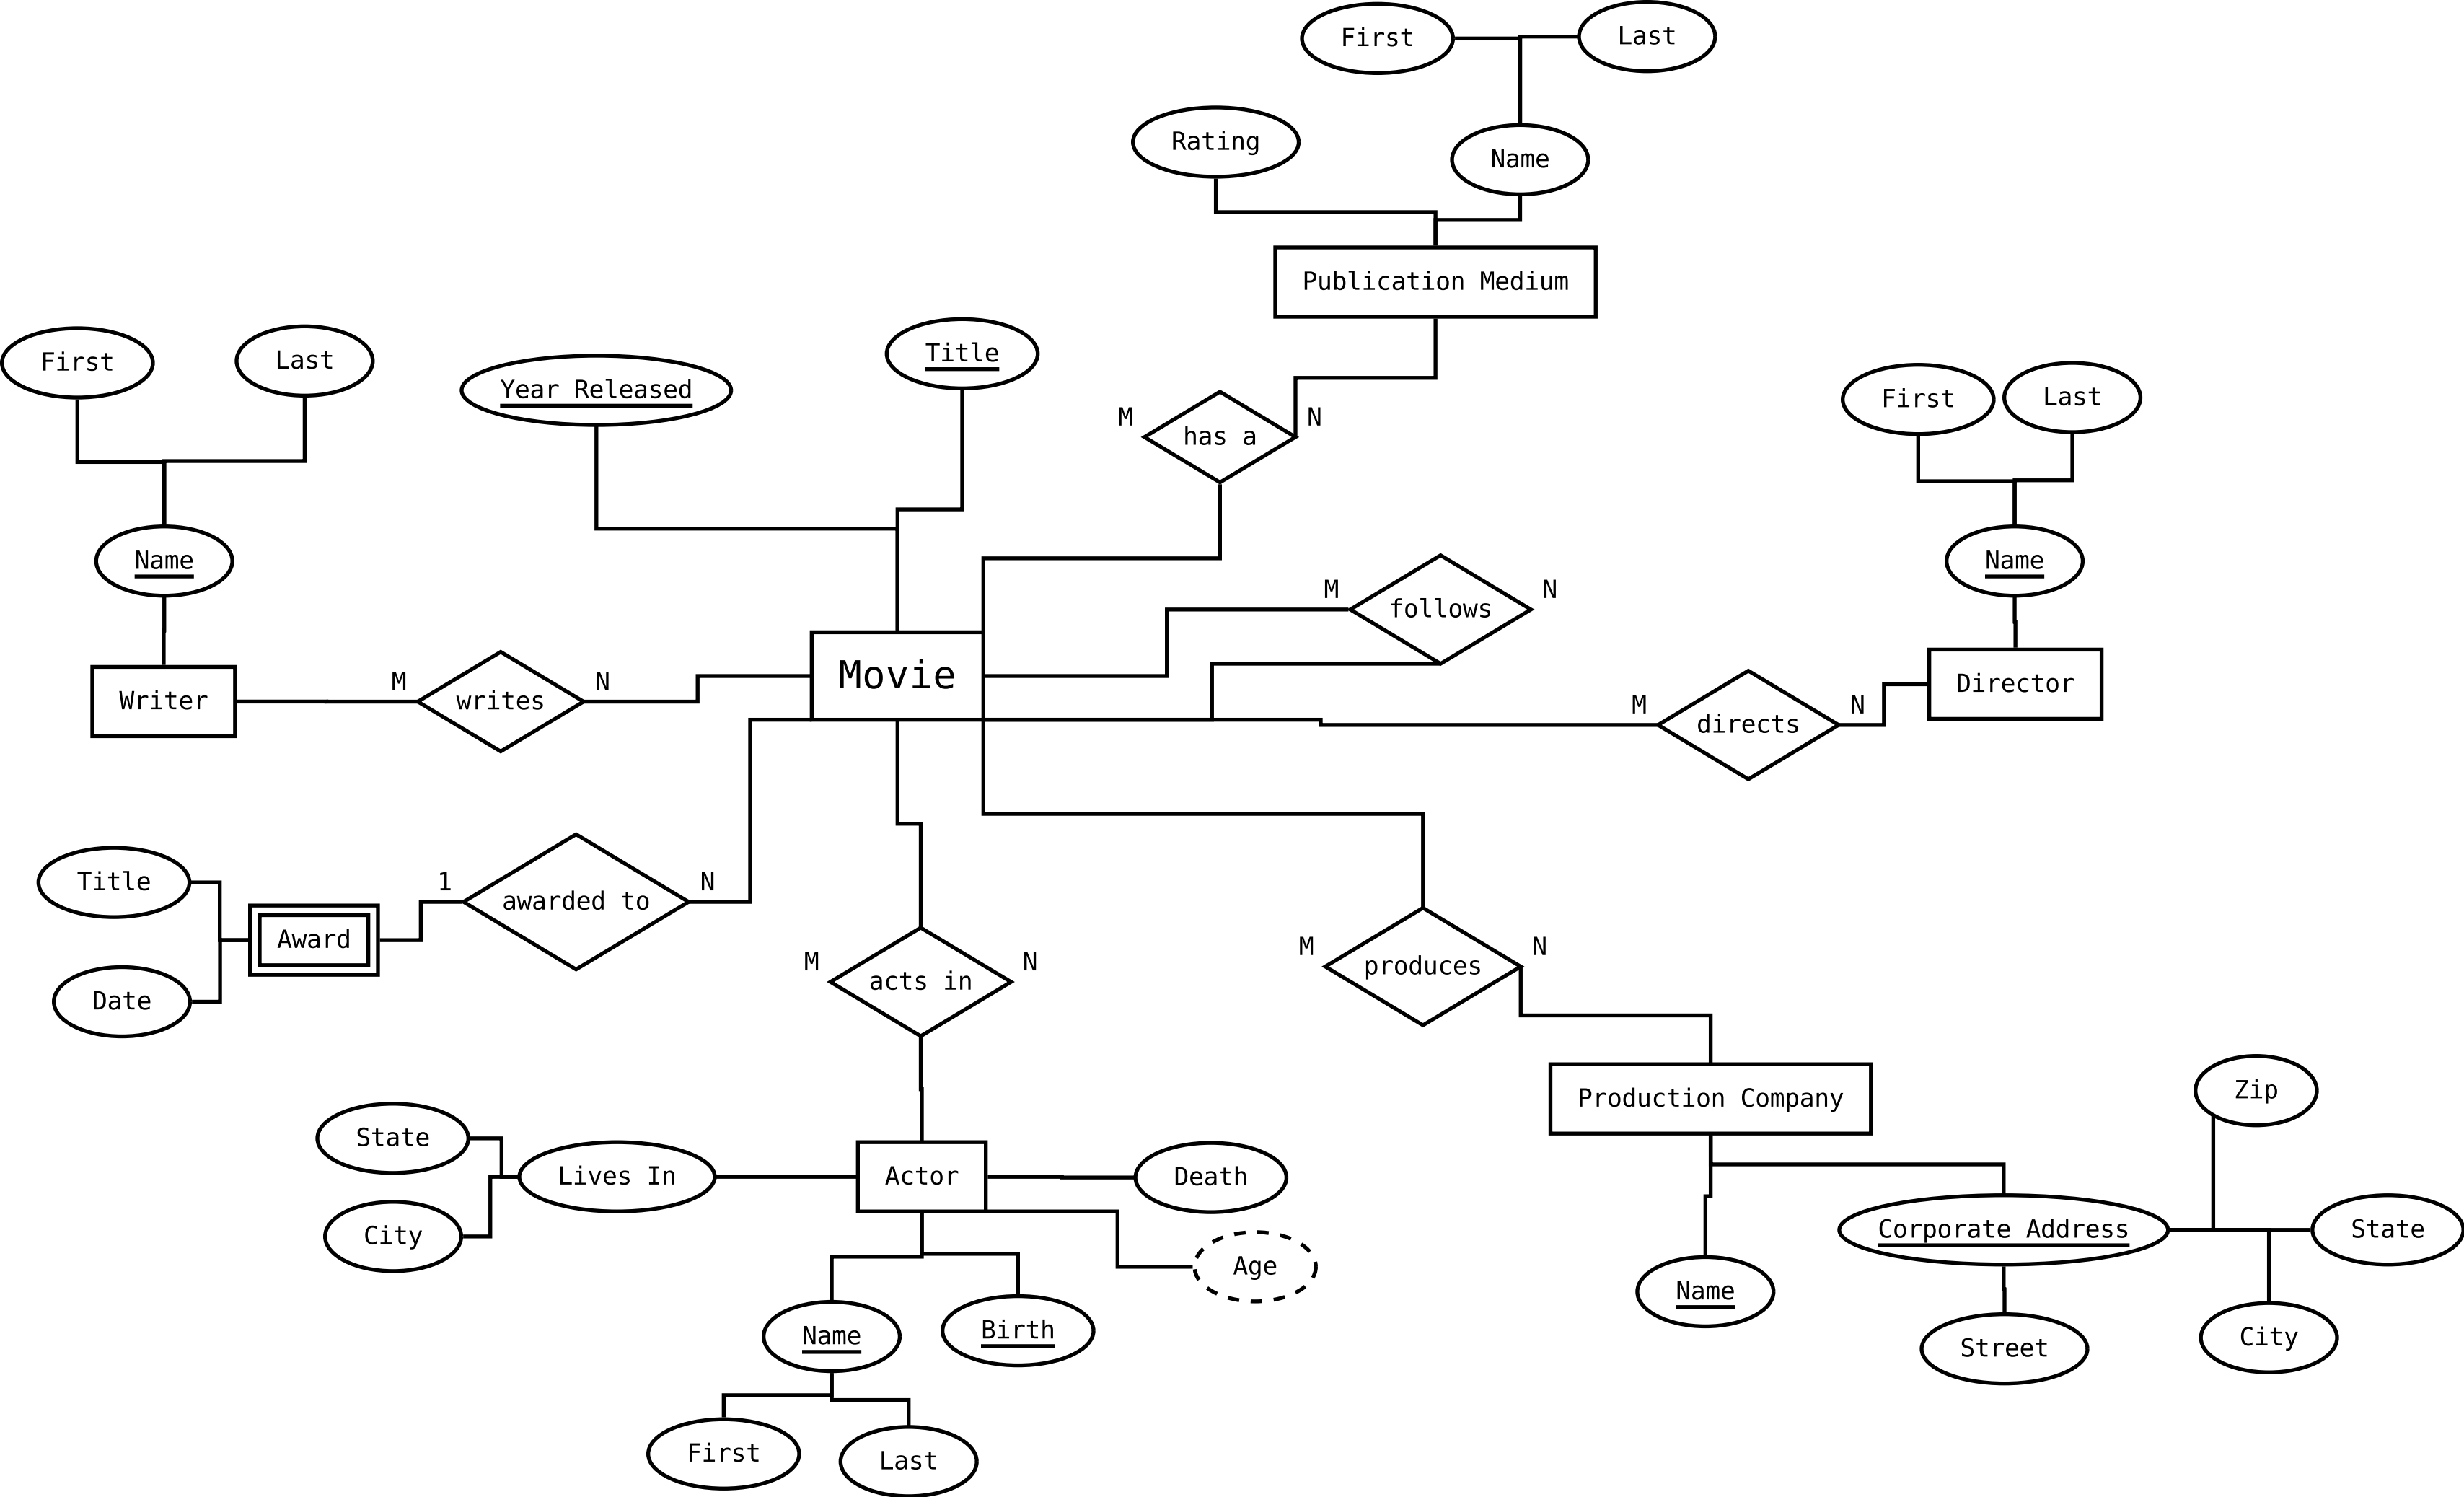 First
Last
Rating
Name
Publication Medium
First
Last
Year Released
Title
M
has a
N
First
Last
Name
M
follows
N
Name
Writer
M
writes
N
Movie
M
directs
N
Director
Title
Award
Date
1
awarded to
N
M
acts in
N
M
produces
N
Production Company
Zip
State
Lives In
City
Actor
Death
Age
Corporate Address
State
Name
Street
City
Name
Birth
First
Last